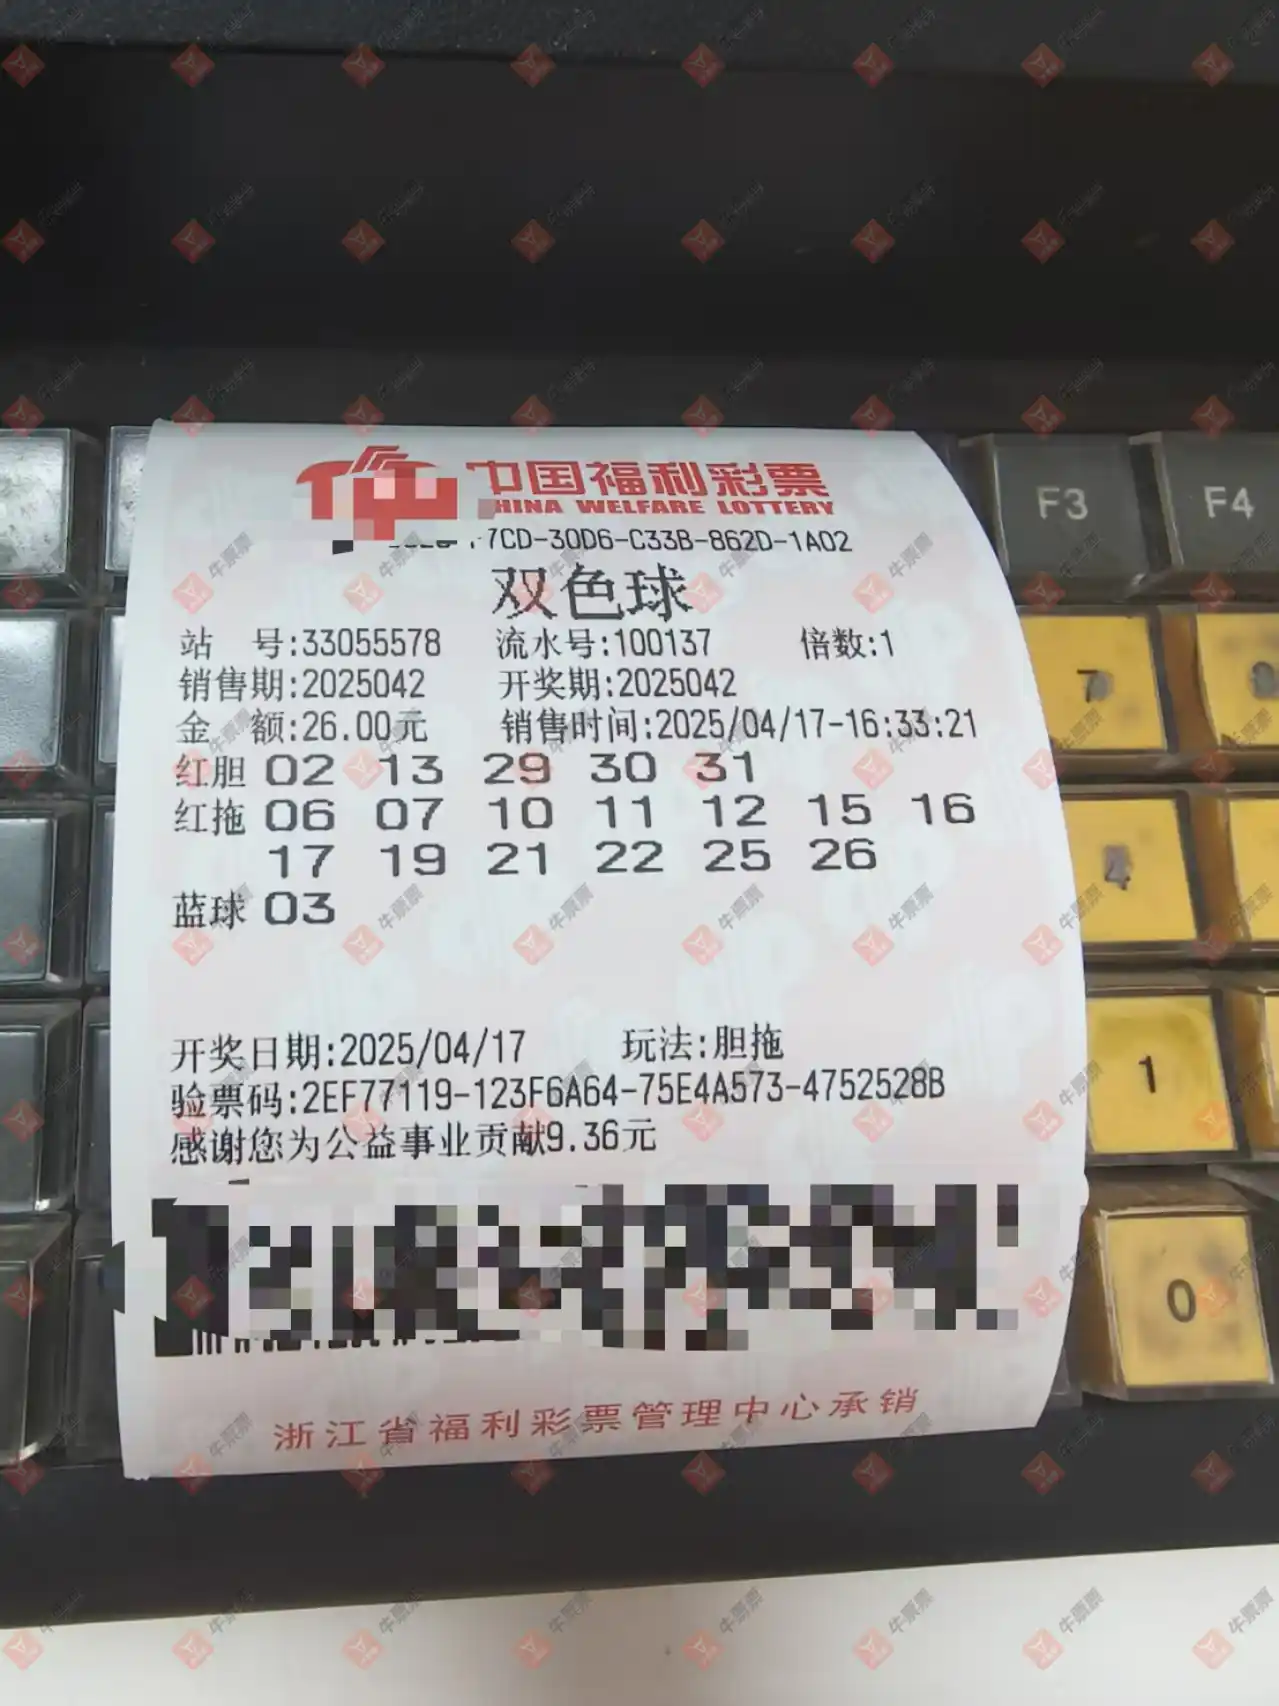 中国福利彩票
HINA WELFARE LOTTERY
7CD-30D6-C33B-862D-1A02
双色球
站 号:33055578 流水号:100137 倍数:1
销售期:2025042 开奖期:2025042
金 额:26.00元 销售时间:2025/04/17-16:33:21
红胆 02 13 29 30 31
红拖 06 07 10 11 12 15 16
17 19 21 22 25 26
蓝球 03
开奖日期:2025/04/17 玩法:胆拖
验票码:2EF77119-123F6A64-75E4A573-4752528B
感谢您为公益事业贡献9.36元
浙江省福利彩票管理中心承销
F3 F4
7
4
1
0
牛票票